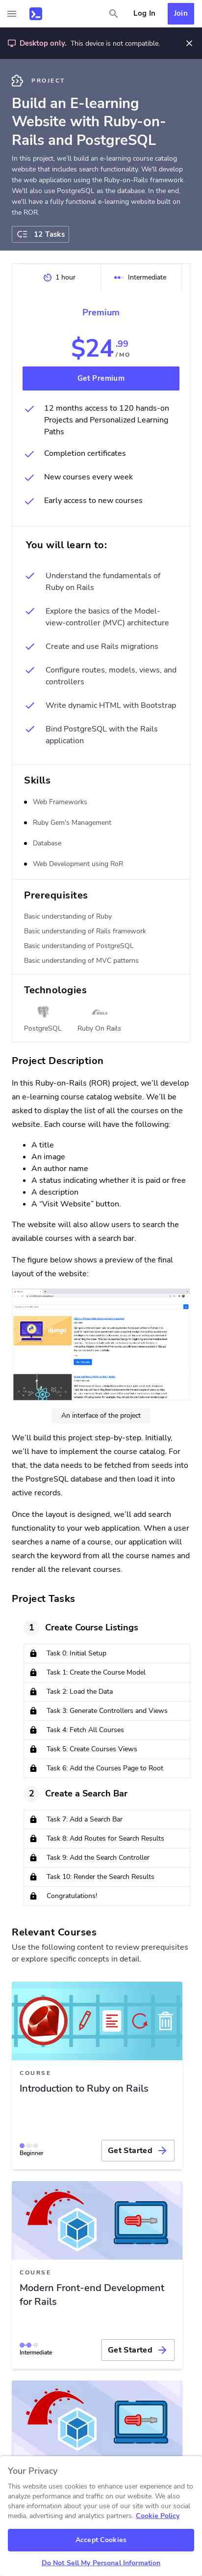 Log In
Join
Desktop only. This device is not compatible.
PROJECT
Build an E-learning
Website with Ruby-on-
Rails and PostgreSQL
In this project, we'll build an e-learning course catalog
website that includes search functionality. We'll develop
the web application using the Ruby-on-Rails framework.
We'll also use PostgreSQL as the database. In the end,
we'll have a fully functional e-learning website built on
the ROR.
12 Tasks
1 hour
Intermediate
Premium
$24 .99 / MO
Get Premium
12 months access to 120 hands-on
Projects and Personalized Learning
Paths
Completion certificates
New courses every week
Early access to new courses
You will learn to:
Understand the fundamentals of
Ruby on Rails
Explore the basics of the Model-
view-controller (MVC) architecture
Create and use Rails migrations
Configure routes, models, views, and
controllers
Write dynamic HTML with Bootstrap
Bind PostgreSQL with the Rails
application
Skills
Web Frameworks
Ruby Gem's Management
Database
Web Development using RoR
Prerequisites
Basic understanding of Ruby
Basic understanding of Rails framework
Basic understanding of PostgreSQL
Basic understanding of MVC patterns
Technologies
PostgreSQL
Ruby On Rails
Project Description
In this Ruby-on-Rails (ROR) project, we'll develop
an e-learning course catalog website. We'll be
asked to display the list of all the courses on the
website. Each course will have the following:
A title
An image
An author name
A status indicating whether it is paid or free
A description
A "Visit Website" button.
The website will also allow users to search the
available courses with a search bar.
The figure below shows a preview of the final
layout of the website:
django
An interface of the project
We'll build this project step-by-step. Initially,
we'll have to implement the course catalog. For
that, the data needs to be fetched from seeds into
the PostgreSQL database and then load it into
active records.
Once the layout is designed, we'll add search
functionality to your web application. When a user
searches a name of a course, our application will
search the keyword from all the course names and
render all the relevant courses.
Project Tasks
1 Create Course Listings
Task 0: Initial Setup
Task 1: Create the Course Model
Task 2: Load the Data
Task 3: Generate Controllers and Views
Task 4: Fetch All Courses
Task 5: Create Courses Views
Task 6: Add the Courses Page to Root
2 Create a Search Bar
Task 7: Add a Search Bar
Task 8: Add Routes for Search Results
Task 9: Add the Search Controller
Task 10: Render the Search Results
Congratulations!
Relevant Courses
Use the following content to review prerequisites
or explore specific concepts in detail.
COURSE
Introduction to Ruby on Rails
Beginner
Get Started
COURSE
Modern Front-end Development
for Rails
Intermediate
Get Started
Your Privacy
This website uses cookies to enhance user experience and to
analyze performance and traffic on our website. We also
share information about your use of our site with our social
media, advertising and analytics partners. Cookie Policy
Accept Cookies
Do Not Sell My Personal Information